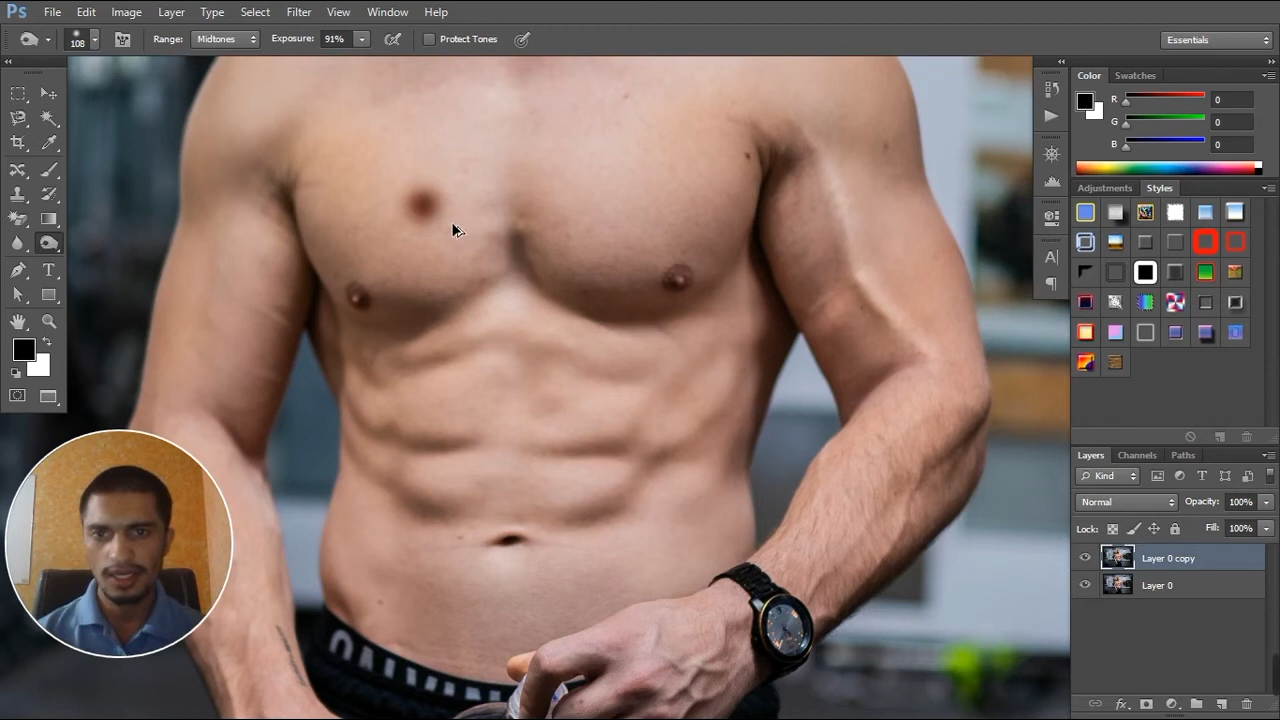 Ps File Edit Image Layer Type Select Filter View Window Help
108 Range: Midtones Exposure: 91% Protect Tones Essentials
Color Swatches
R 0
G 0
B 0
Adjustments Styles
Layers Channels Paths
Kind
Normal Opacity: 100%
Lock: Fill: 100%
Layer 0 copy
Layer 0
CALVIN